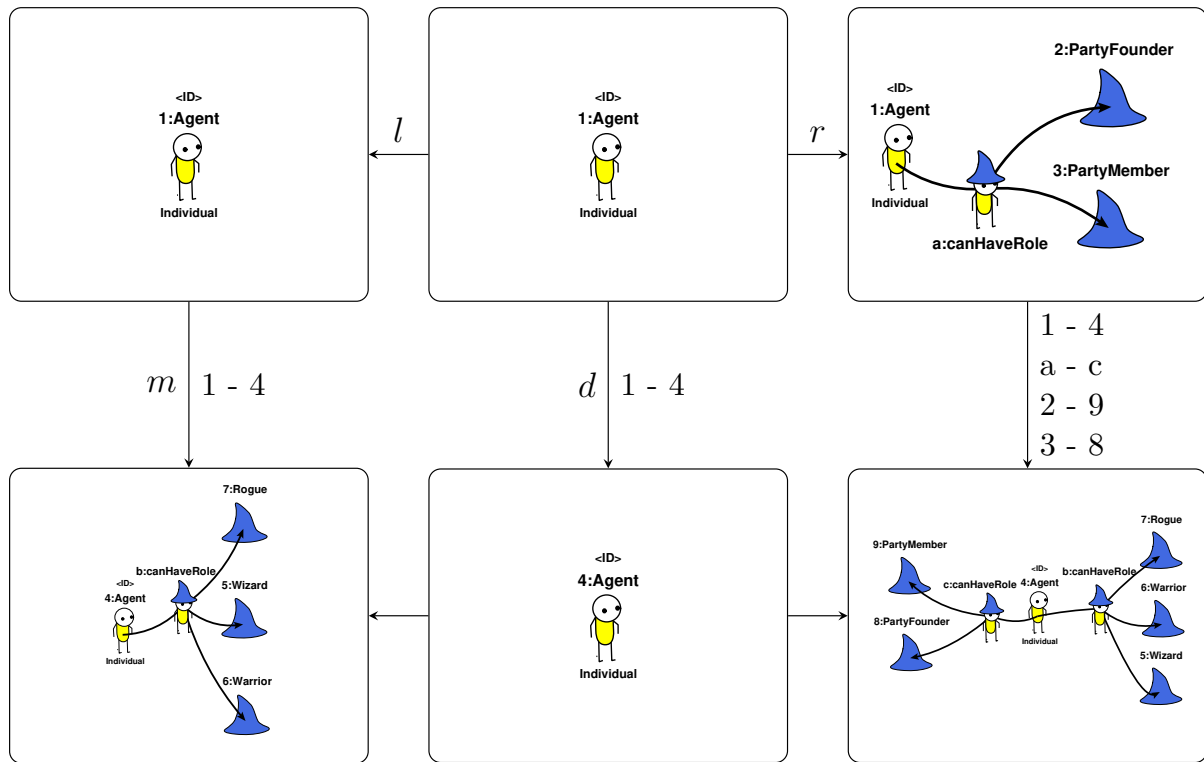 <ID>
1:Agent
Individual
l
<ID>
1:Agent
Individual
r
2:PartyFounder
<ID>
1:Agent
3:PartyMember
Individual
a:canHaveRole
m 1 - 4
d 1 - 4
1 - 4
a - c
2 - 9
3 - 8
7:Rogue
b:canHaveRole
<ID>
5:Wizard
4:Agent
Individual
6:Warrior
<ID>
4:Agent
Individual
7:Rogue
9:PartyMember
<ID>
b:canHaveRole
4:Agent
c:canHaveRole
6:Warrior
8:PartyFounder
Individual
5:Wizard